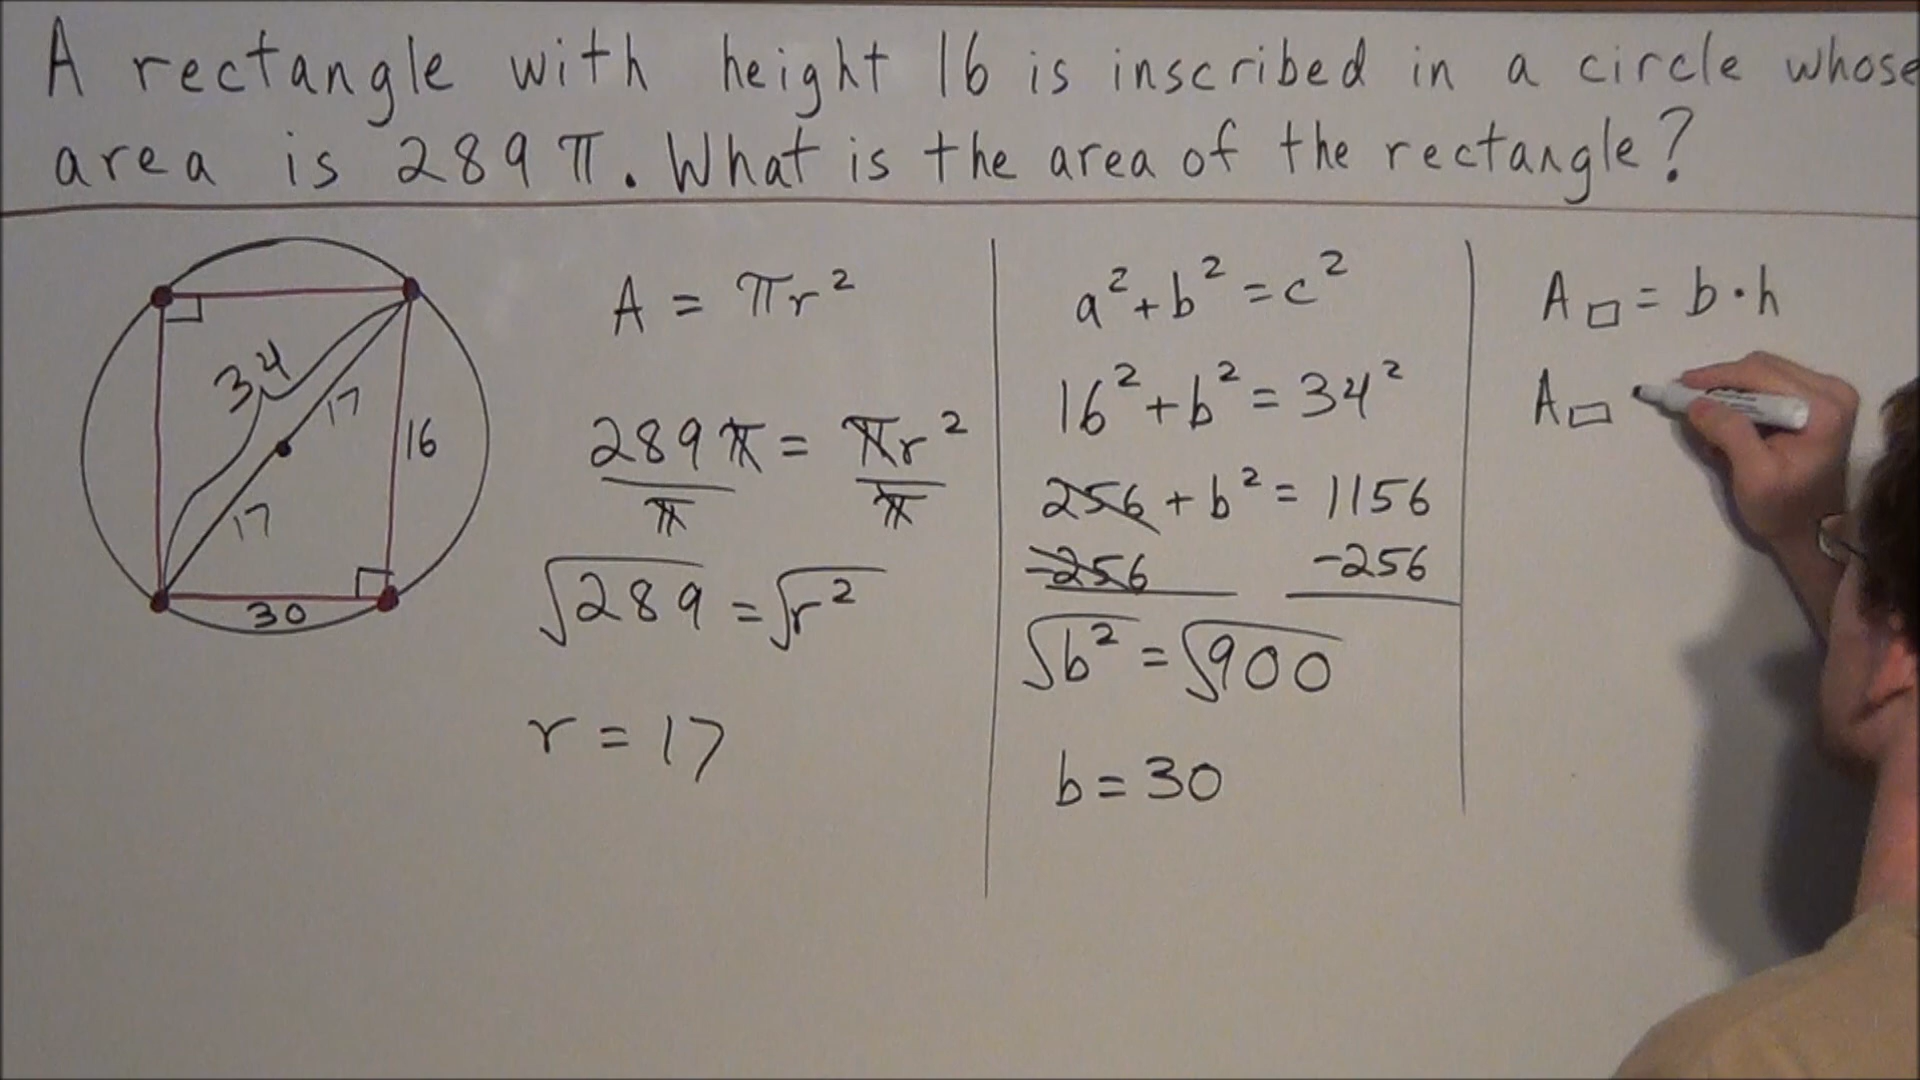 A rectangle with height 16 is inscribed in a circle whose
area is 289 π. What is the area of the rectangle?
34
17
17
16
30
A = πr²
289π = πr²
π π
√289 = √r²
r = 17
a² + b² = c²
16² + b² = 34²
256 + b² = 1156
-256 -256
√b² = √900
b = 30
A▭ = b · h
A▭